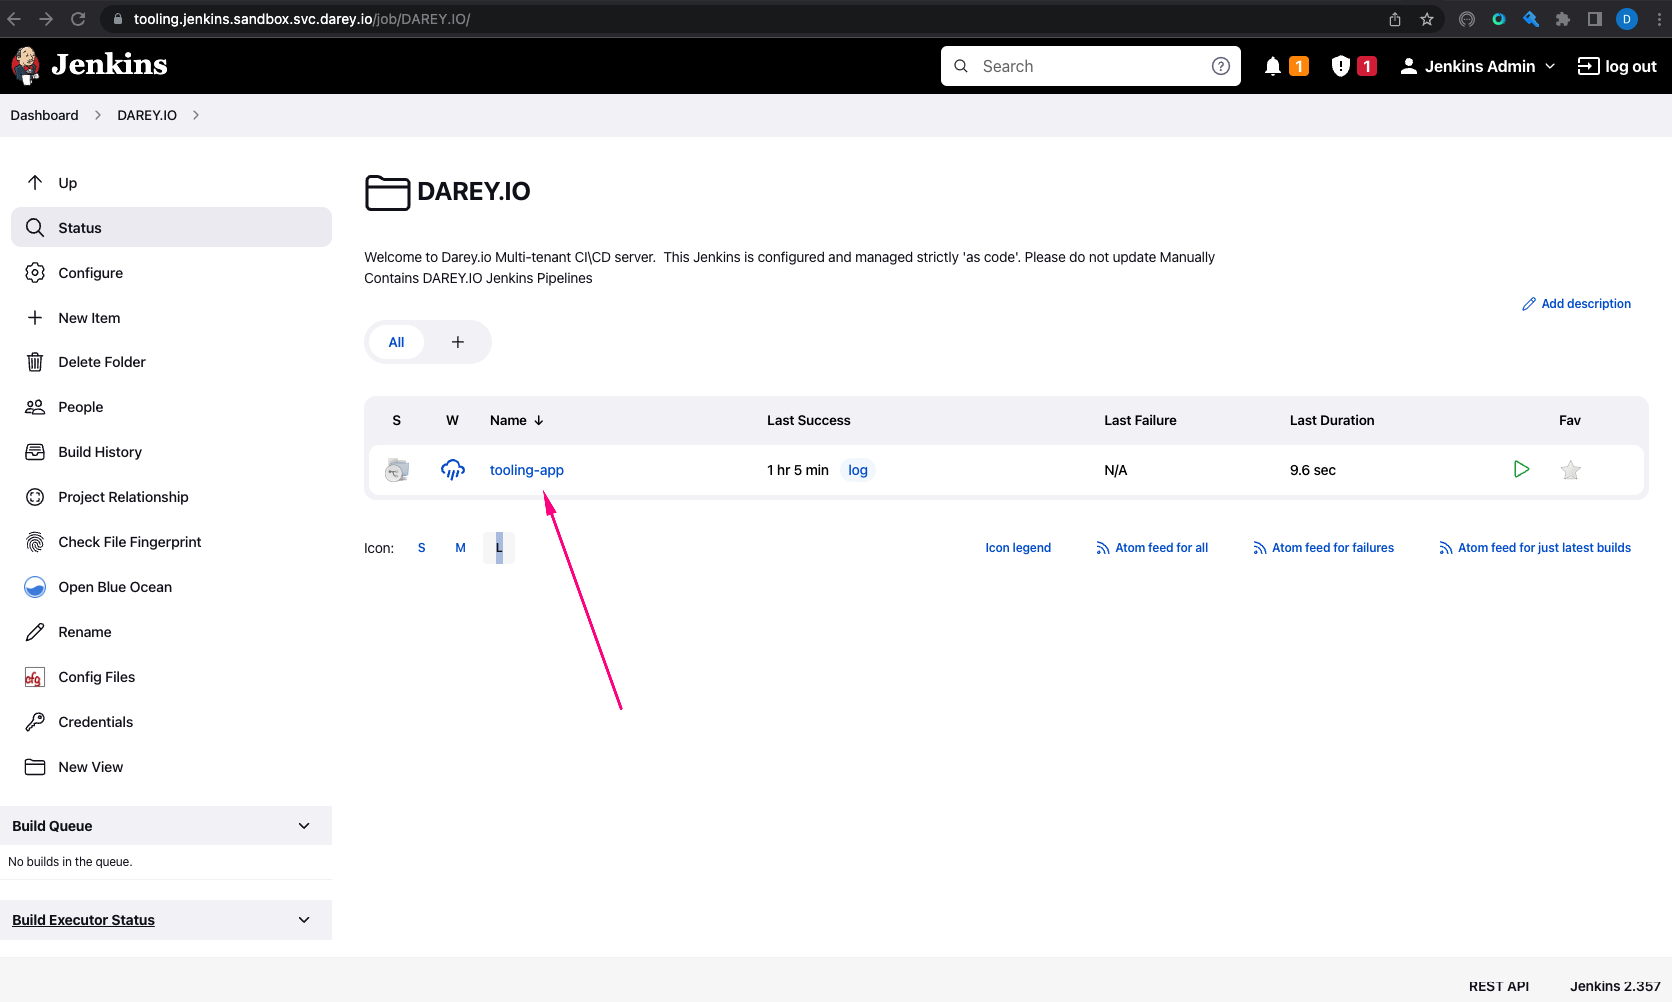 tooling.jenkins.sandbox.svc.darey.io/job/DAREY.IO/
D
Jenkins
Search
1
1
Jenkins Admin
log out
Dashboard
DAREY.IO
Up
Status
Configure
New Item
Delete Folder
People
Build History
Project Relationship
Check File Fingerprint
Open Blue Ocean
Rename
cfg
Config Files
Credentials
New View
Build Queue
No builds in the queue.
Build Executor Status
DAREY.IO
Welcome to Darey.io Multi-tenant CI\CD server. This Jenkins is configured and managed strictly 'as code'. Please do not update Manually
Contains DAREY.IO Jenkins Pipelines
Add description
All +
S W Name ↓ Last Success Last Failure Last Duration Fav
tooling-app 1 hr 5 min log N/A 9.6 sec
Icon: S M L
Icon legend
Atom feed for all
Atom feed for failures
Atom feed for just latest builds
REST API
Jenkins 2.357